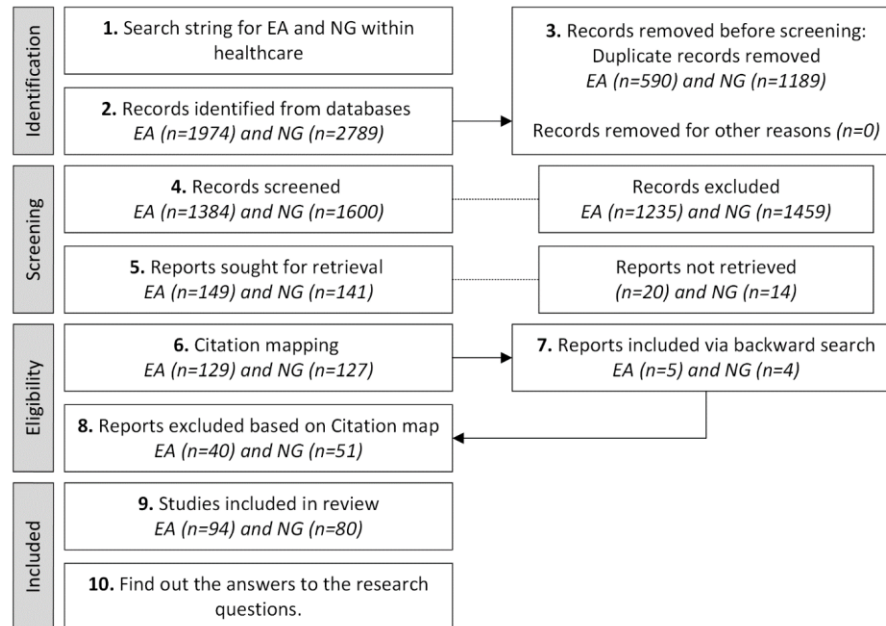 Identification
1. Search string for EA and NG within
healthcare
2. Records identified from databases
EA (n=1974) and NG (n=2789)
3. Records removed before screening:
Duplicate records removed
EA (n=590) and NG (n=1189)
Records removed for other reasons (n=0)
Screening
4. Records screened
EA (n=1384) and NG (n=1600)
Records excluded
EA (n=1235) and NG (n=1459)
5. Reports sought for retrieval
EA (n=149) and NG (n=141)
Reports not retrieved
(n=20) and NG (n=14)
Eligibility
6. Citation mapping
EA (n=129) and NG (n=127)
7. Reports included via backward search
EA (n=5) and NG (n=4)
8. Reports excluded based on Citation map
EA (n=40) and NG (n=51)
Included
9. Studies included in review
EA (n=94) and NG (n=80)
10. Find out the answers to the research
questions.